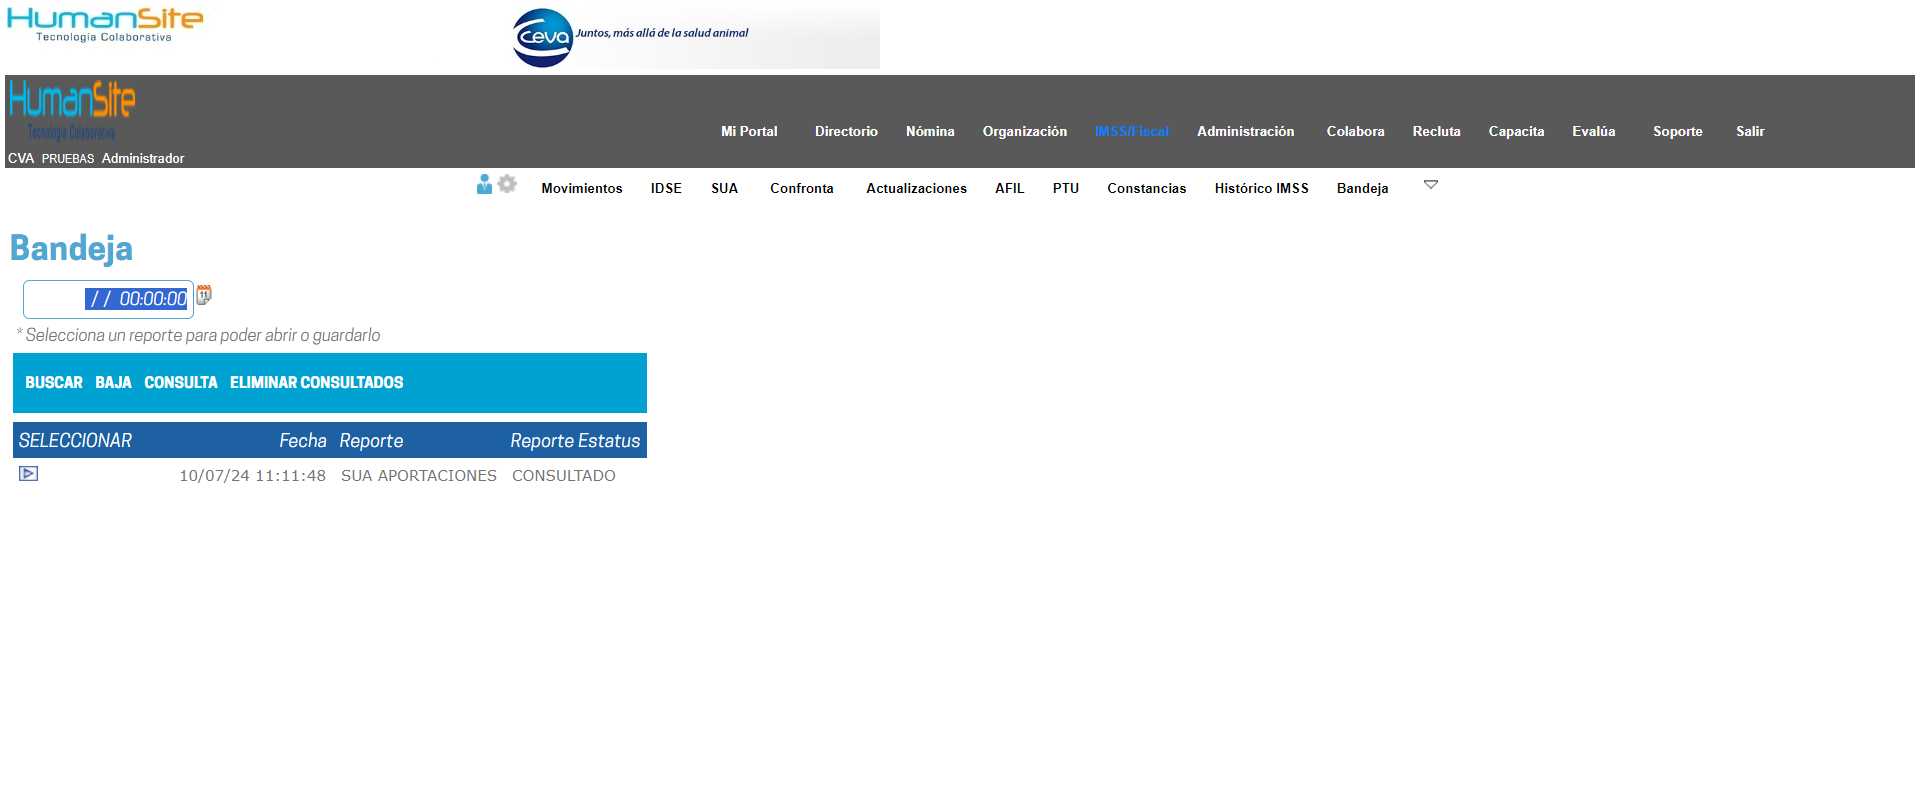 HumanSite
Tecnología Colaborativa
Ceva Juntos, más allá de la salud animal
HumanSite
Tecnología Colaborativa
Mi Portal Directorio Nómina Organización IMSS/Fiscal Administración Colabora Recluta Capacita Evalúa Soporte Salir
CVA PRUEBAS Administrador
Movimientos IDSE SUA Confronta Actualizaciones AFIL PTU Constancias Histórico IMSS Bandeja
Bandeja
/ / 00:00:00
11
* Selecciona un reporte para poder abrir o guardarlo
BUSCAR BAJA CONSULTA ELIMINAR CONSULTADOS
SELECCIONAR Fecha Reporte Reporte Estatus
10/07/24 11:11:48 SUA APORTACIONES CONSULTADO